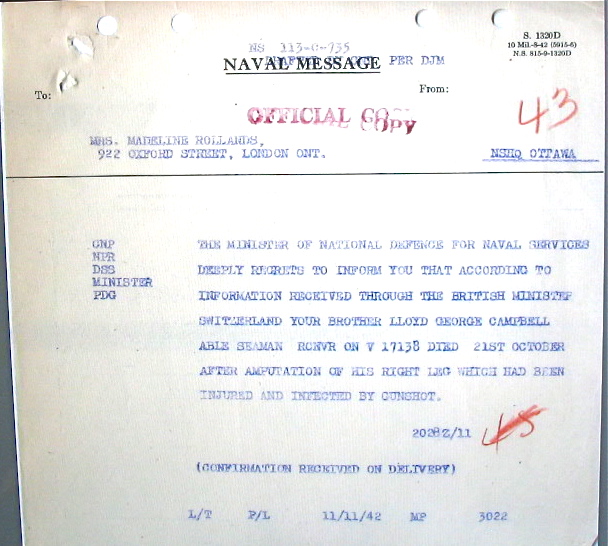 S. 1320D
10 Mil.-8-42 (5915-6)
N.S. 815-9-1320D
NS 113-C-735
PER DJM
NAVAL MESSAGE
To:
From:
43
OFFICIAL COPY
MRS. MADELINE ROLLANDS,
922 OXFORD STREET, LONDON ONT.
NSHQ OTTAWA
CNP THE MINISTER OF NATIONAL DEFENCE FOR NAVAL SERVICES
NPR
DSS DEEPLY REGRETS TO INFORM YOU THAT ACCORDING TO
MINISTER
PDG INFORMATION RECEIVED THROUGH THE BRITISH MINISTER
SWITZERLAND YOUR BROTHER LLOYD GEORGE CAMPBELL
ABLE SEAMAN RCNVR ON V 17138 DIED 21ST OCTOBER
AFTER AMPUTATION OF HIS RIGHT LEG WHICH HAD BEEN
INJURED AND INFECTED BY GUNSHOT.
2028Z/11
45
(CONFIRMATION RECEIVED ON DELIVERY)
L/T P/L 11/11/42 MP 3022